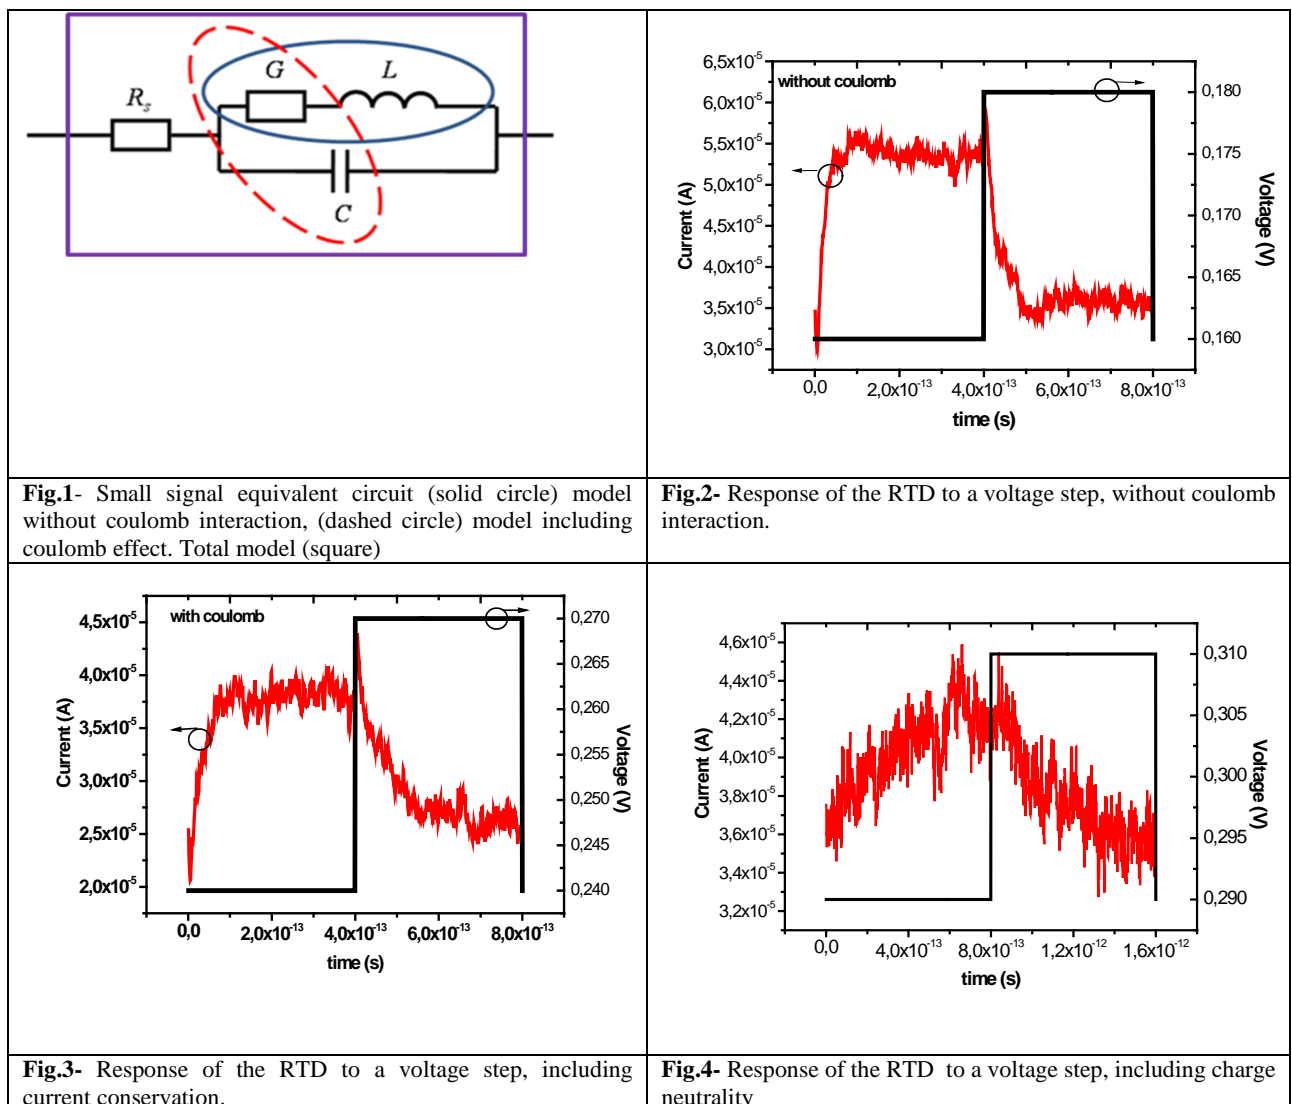 G
L
R_s
C
Fig.1- Small signal equivalent circuit (solid circle) model
without coulomb interaction, (dashed circle) model including
coulomb effect. Total model (square)
without coulomb
6,5x10⁻⁵
6,0x10⁻⁵
5,5x10⁻⁵
5,0x10⁻⁵
4,5x10⁻⁵
4,0x10⁻⁵
3,5x10⁻⁵
3,0x10⁻⁵
Current (A)
0,180
0,175
0,170
0,165
0,160
Voltage (V)
0,0 2,0x10⁻¹³ 4,0x10⁻¹³ 6,0x10⁻¹³ 8,0x10⁻¹³
time (s)
Fig.2- Response of the RTD to a voltage step, without coulomb
interaction.
with coulomb
4,5x10⁻⁵
4,0x10⁻⁵
3,5x10⁻⁵
3,0x10⁻⁵
2,5x10⁻⁵
2,0x10⁻⁵
Current (A)
0,270
0,265
0,260
0,255
0,250
0,245
0,240
Voltage (V)
0,0 2,0x10⁻¹³ 4,0x10⁻¹³ 6,0x10⁻¹³ 8,0x10⁻¹³
time (s)
Fig.3- Response of the RTD to a voltage step, including
current conservation.
4,6x10⁻⁵
4,4x10⁻⁵
4,2x10⁻⁵
4,0x10⁻⁵
3,8x10⁻⁵
3,6x10⁻⁵
3,4x10⁻⁵
3,2x10⁻⁵
Current (A)
0,310
0,305
0,300
0,295
0,290
Voltage (V)
0,0 4,0x10⁻¹³ 8,0x10⁻¹³ 1,2x10⁻¹² 1,6x10⁻¹²
time (s)
Fig.4- Response of the RTD to a voltage step, including charge
neutrality